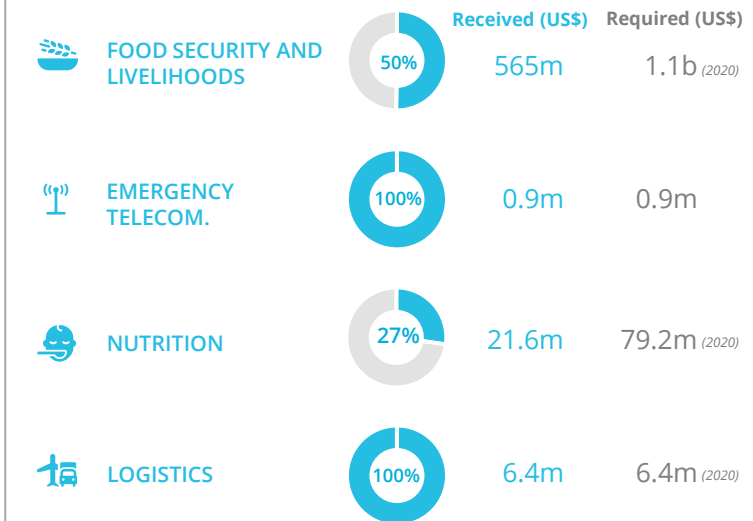 Received (US$) Required (US$)
FOOD SECURITY AND
LIVELIHOODS
50%
565m
1.1b (2020)
EMERGENCY
TELECOM.
100%
0.9m
0.9m
NUTRITION
27%
21.6m
79.2m (2020)
LOGISTICS
100%
6.4m
6.4m (2020)